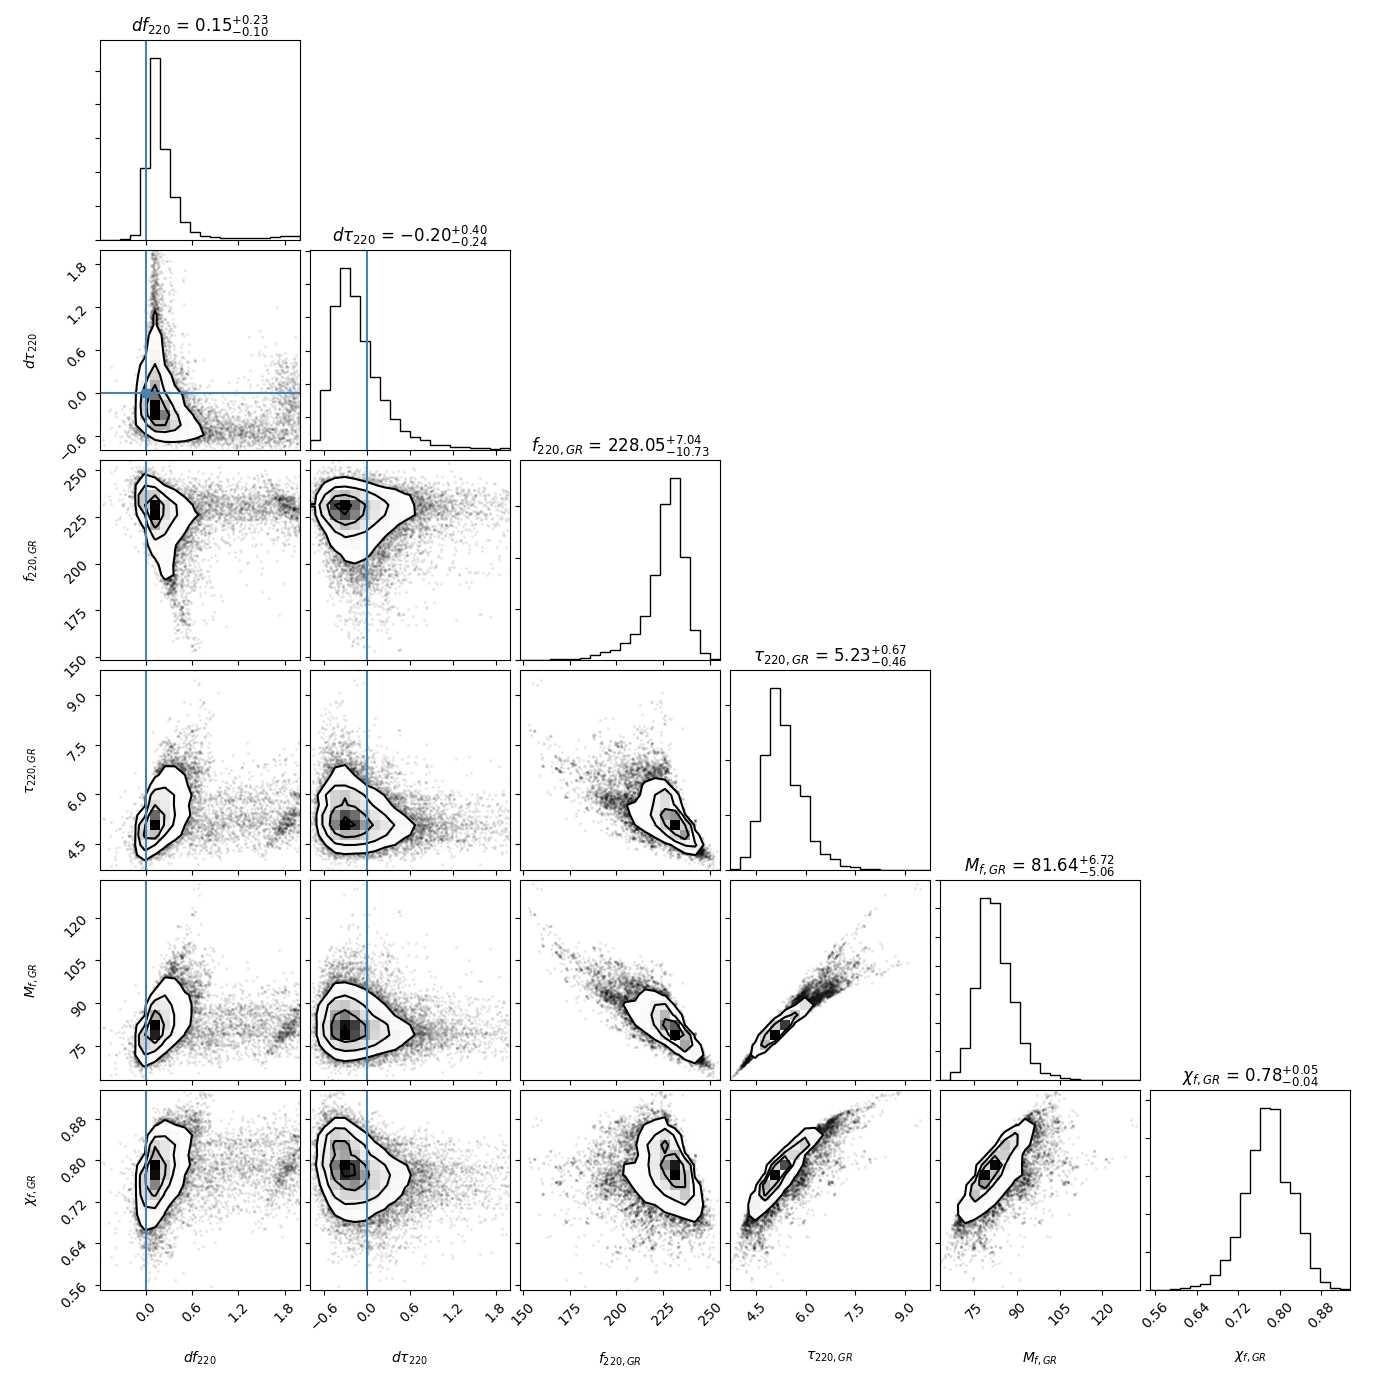 df₂₂₀ = 0.15⁺⁰·²³₋₀.₁₀
dτ₂₂₀ = −0.20⁺⁰·⁴⁰₋₀.₂₄
1.8
1.2
0.6
0.0
−0.6
dτ₂₂₀
f₂₂₀,GR = 228.05⁺⁷·⁰⁴₋₁₀.₇₃
250
225
200
175
150
f₂₂₀,GR
τ₂₂₀,GR = 5.23⁺⁰·⁶⁷₋₀.₄₆
9.0
7.5
6.0
4.5
τ₂₂₀,GR
M_f,GR = 81.64⁺⁶·⁷²₋₅.₀₆
120
105
90
75
M_f,GR
χ_f,GR = 0.78⁺⁰·⁰⁵₋₀.₀₄
0.88
0.80
0.72
0.64
0.56
χ_f,GR
0.0 0.6 1.2 1.8
−0.6 0.0 0.6 1.2 1.8
150 175 200 225 250
4.5 6.0 7.5 9.0
75 90 105 120
0.56 0.64 0.72 0.80 0.88
df₂₂₀ dτ₂₂₀ f₂₂₀,GR τ₂₂₀,GR M_f,GR χ_f,GR